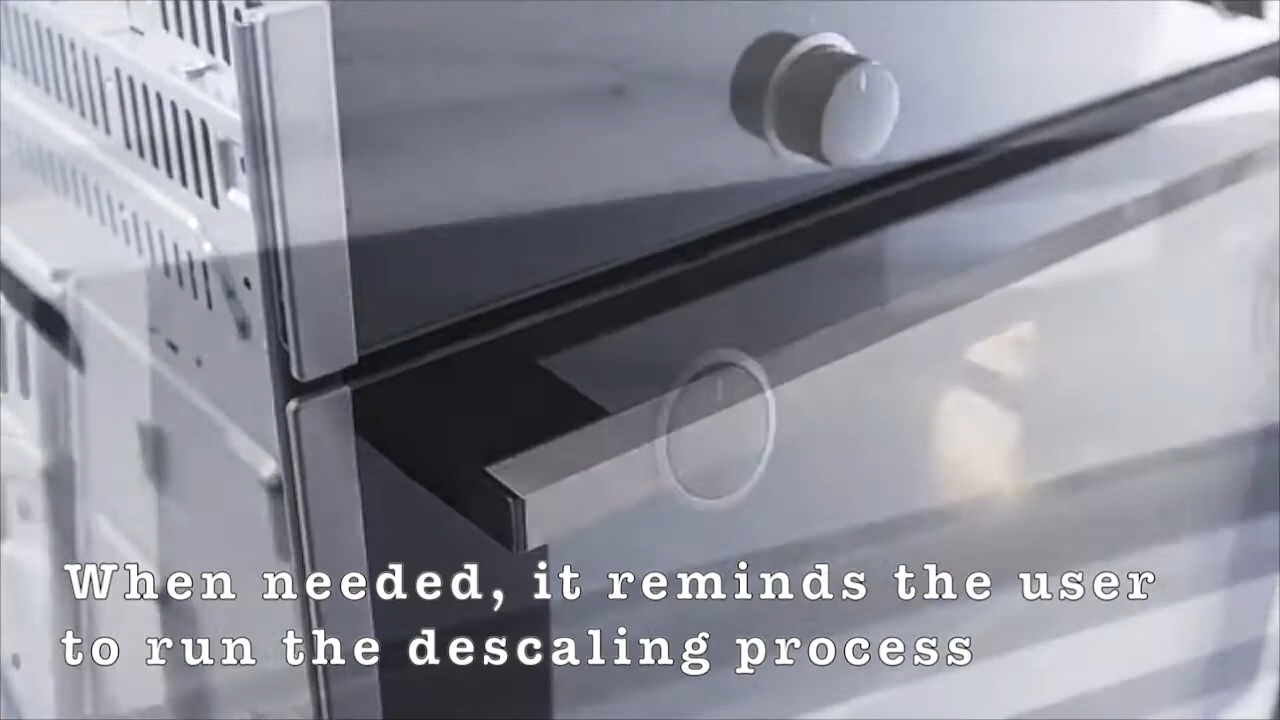 When needed, it reminds the user
to run the descaling process